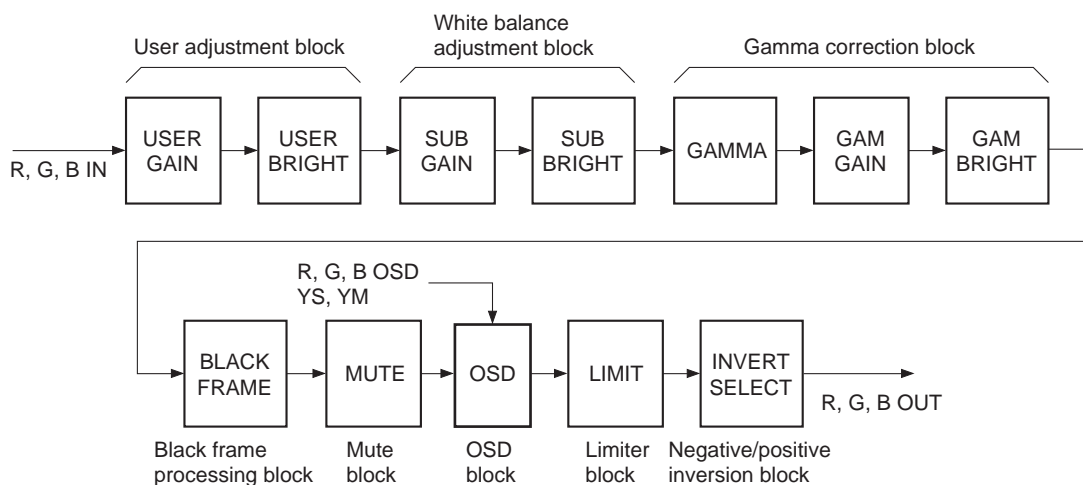 User adjustment block
White balance
adjustment block
Gamma correction block
R, G, B IN
USER
GAIN
USER
BRIGHT
SUB
GAIN
SUB
BRIGHT
GAMMA
GAM
GAIN
GAM
BRIGHT
R, G, B OSD
YS, YM
BLACK
FRAME
MUTE
OSD
LIMIT
INVERT
SELECT
R, G, B OUT
Black frame
processing block
Mute
block
OSD
block
Limiter
block
Negative/positive
inversion block